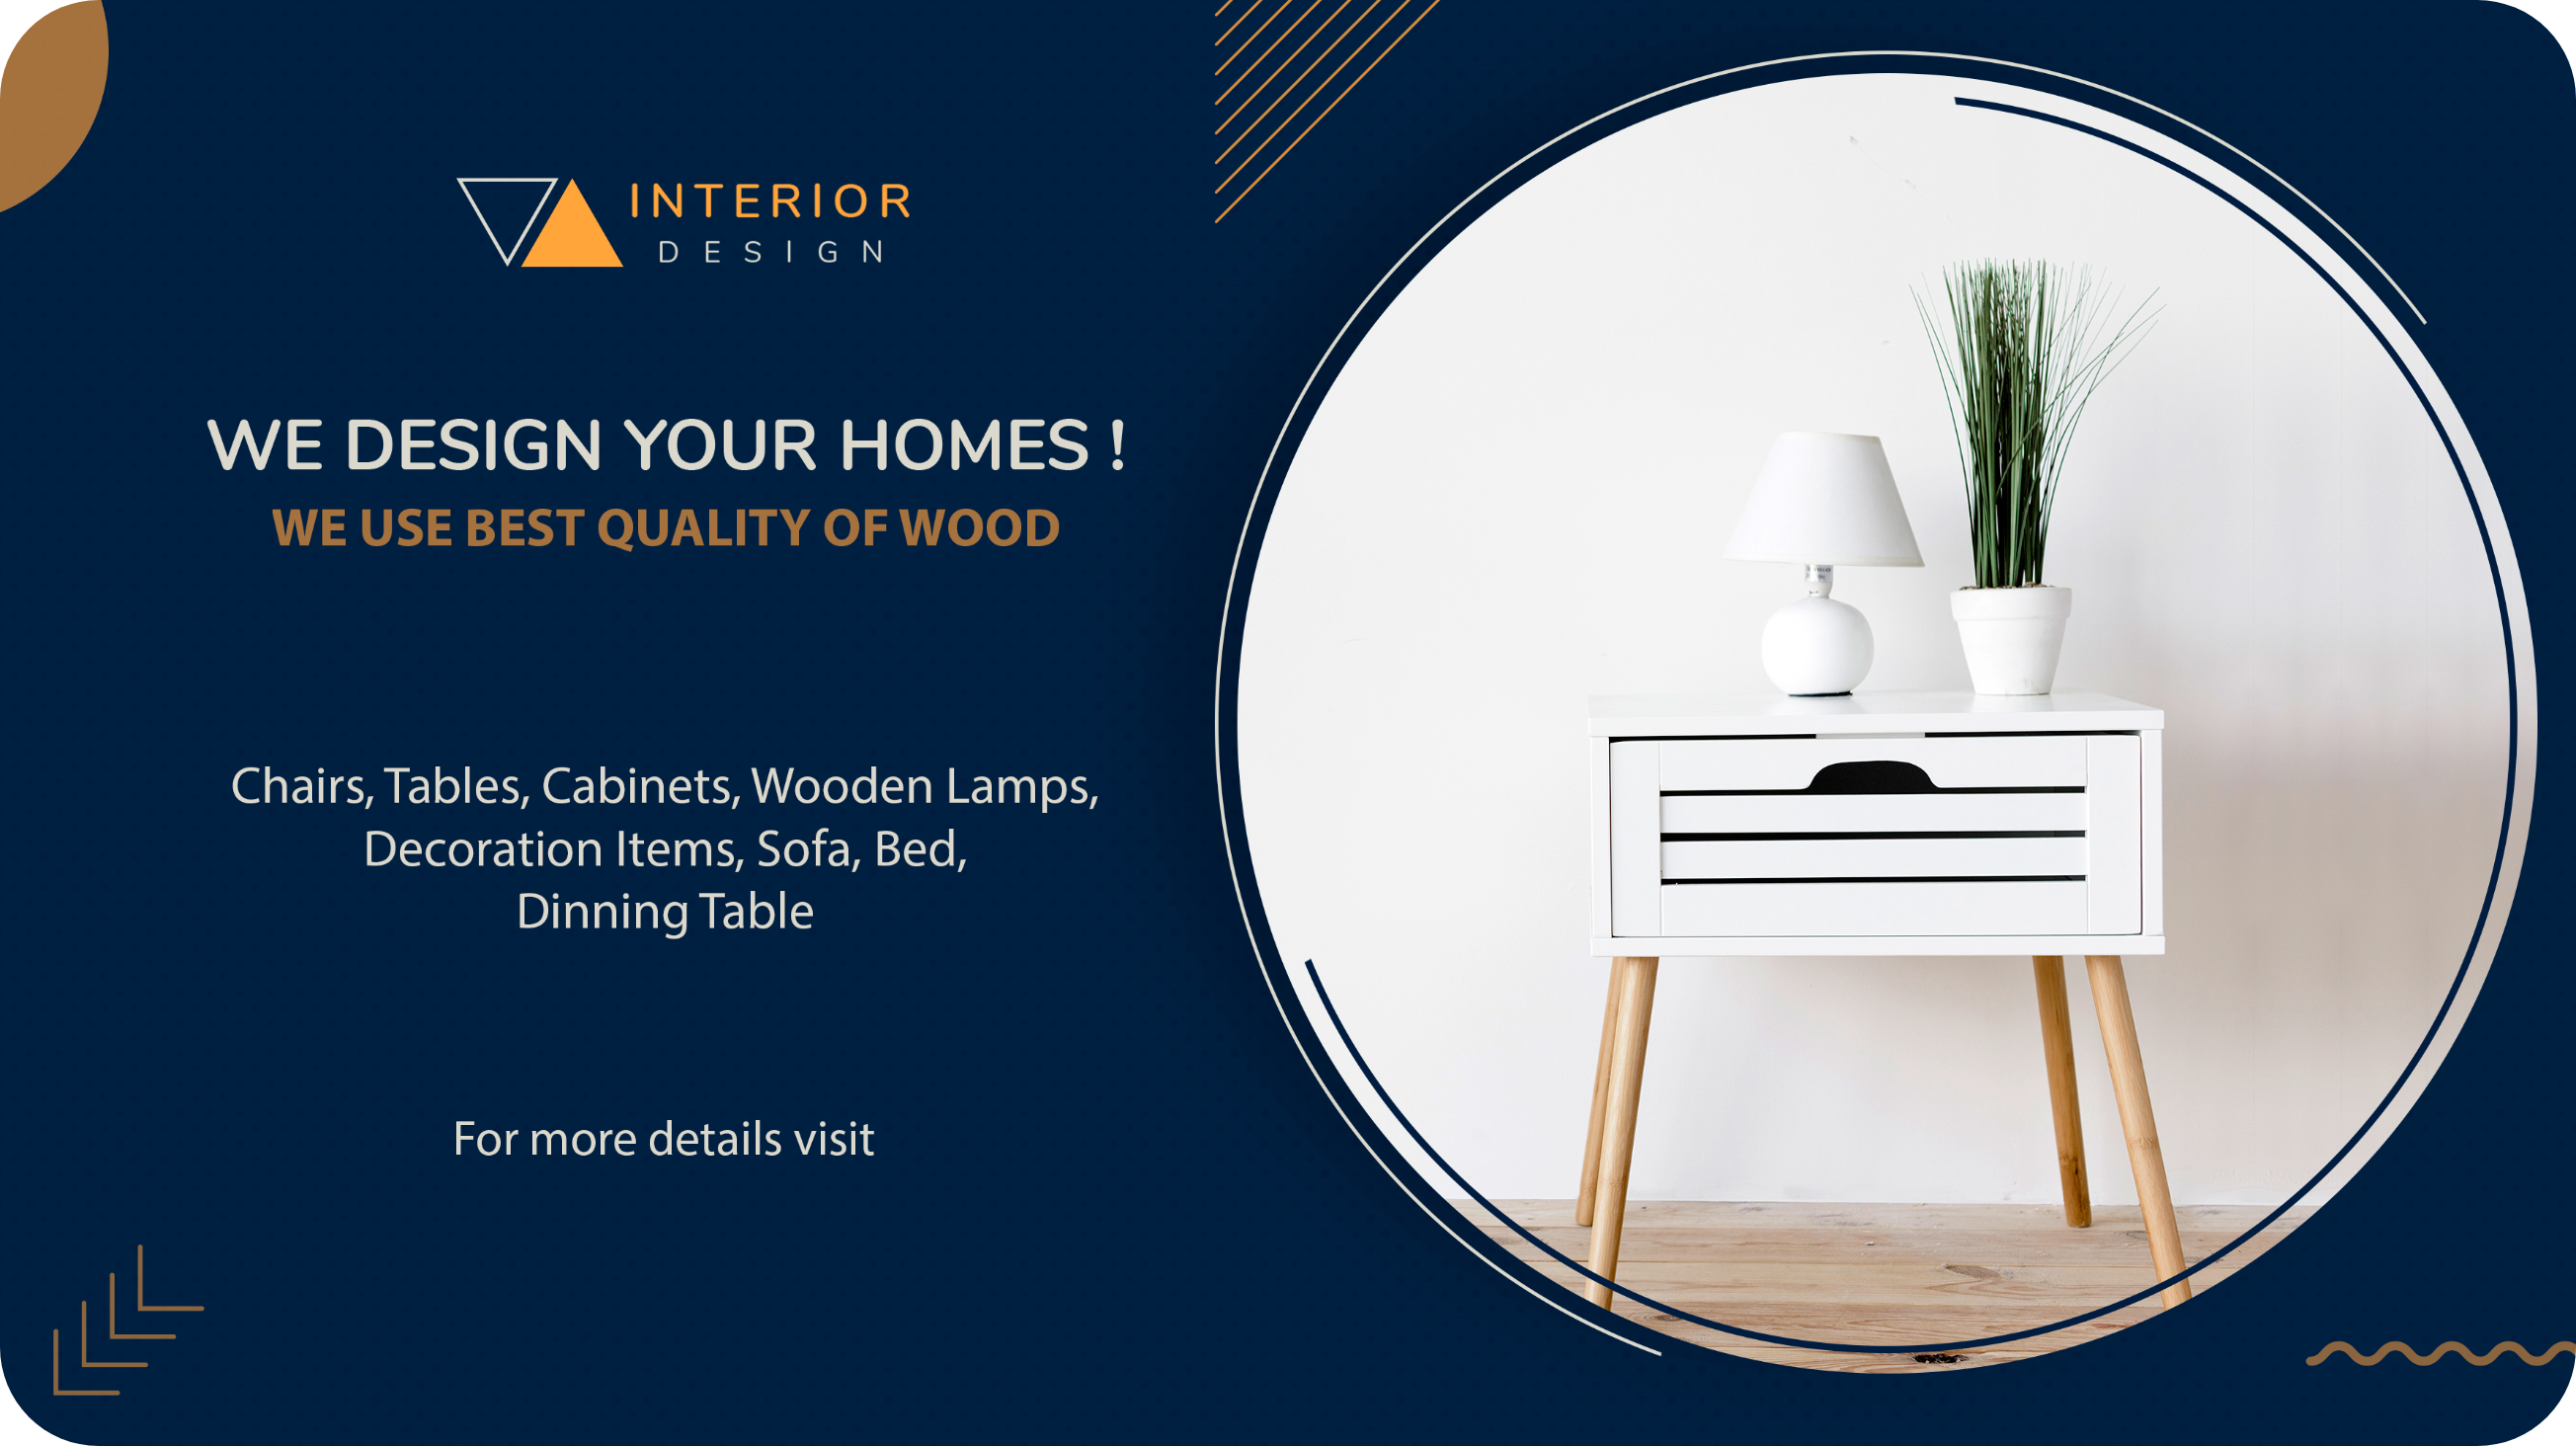 INTERIOR
DESIGN
WE DESIGN YOUR HOMES !
WE USE BEST QUALITY OF WOOD
Chairs, Tables, Cabinets, Wooden Lamps,
Decoration Items, Sofa, Bed,
Dinning Table
For more details visit